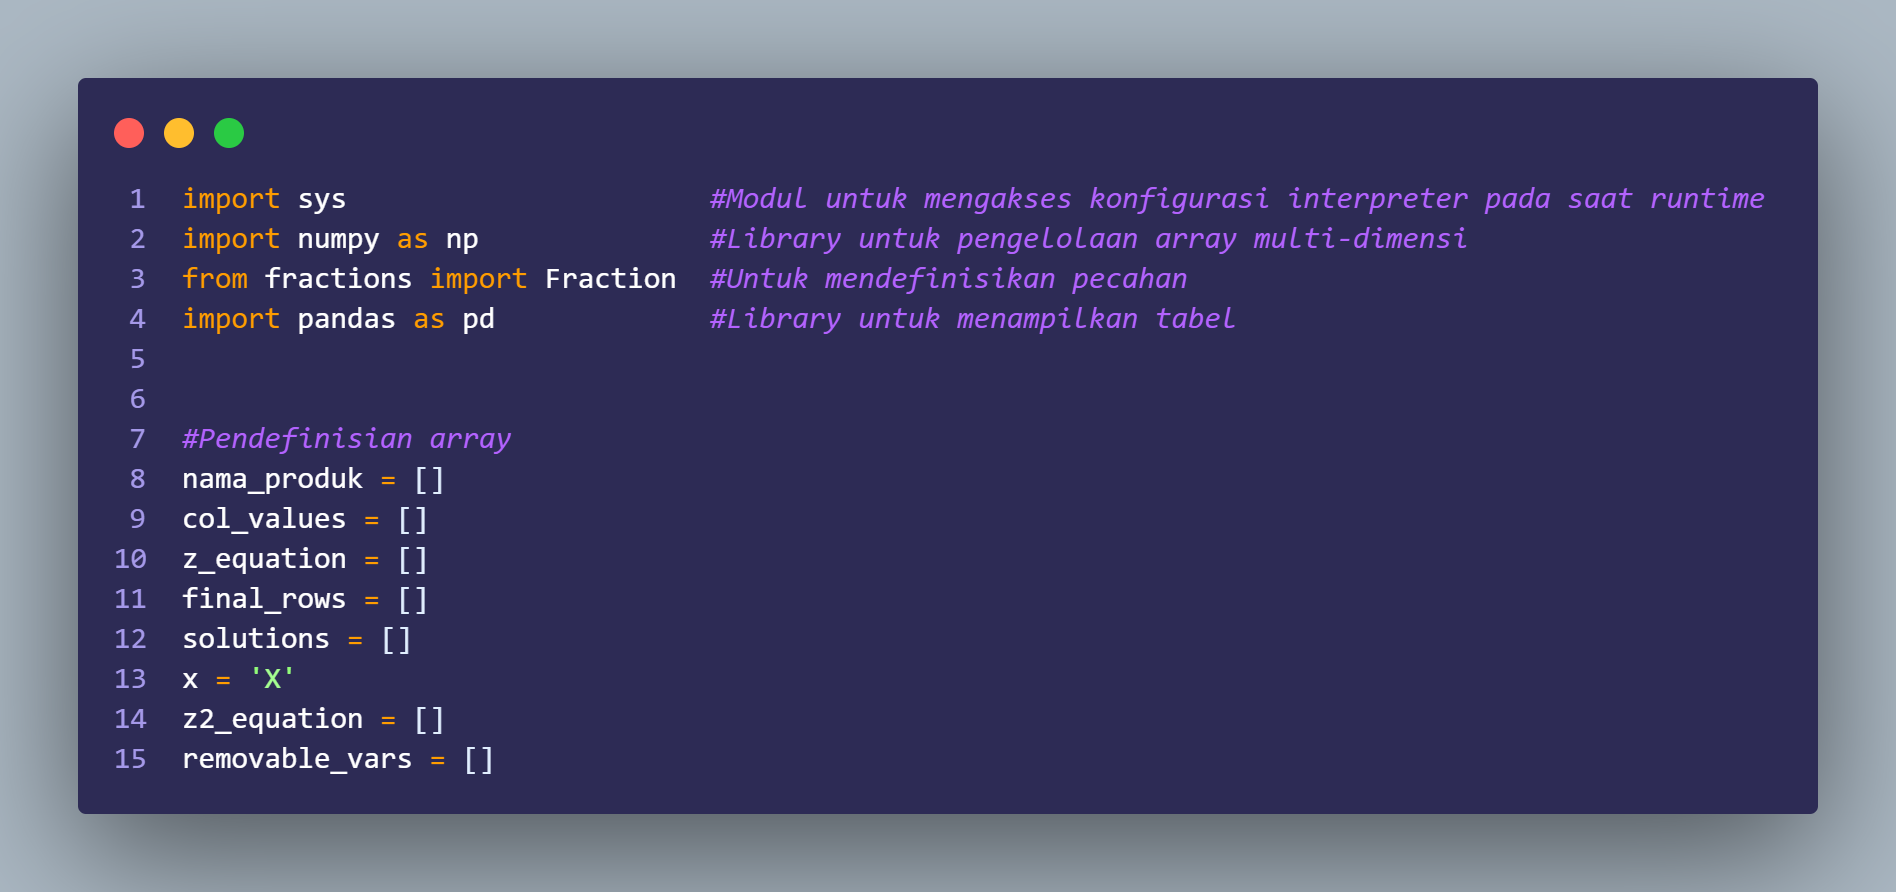 1 import sys #Modul untuk mengakses konfigurasi interpreter pada saat runtime
2 import numpy as np #Library untuk pengelolaan array multi-dimensi
3 from fractions import Fraction #Untuk mendefinisikan pecahan
4 import pandas as pd #Library untuk menampilkan tabel
5
6
7 #Pendefinisian array
8 nama_produk = []
9 col_values = []
10 z_equation = []
11 final_rows = []
12 solutions = []
13 x = 'X'
14 z2_equation = []
15 removable_vars = []